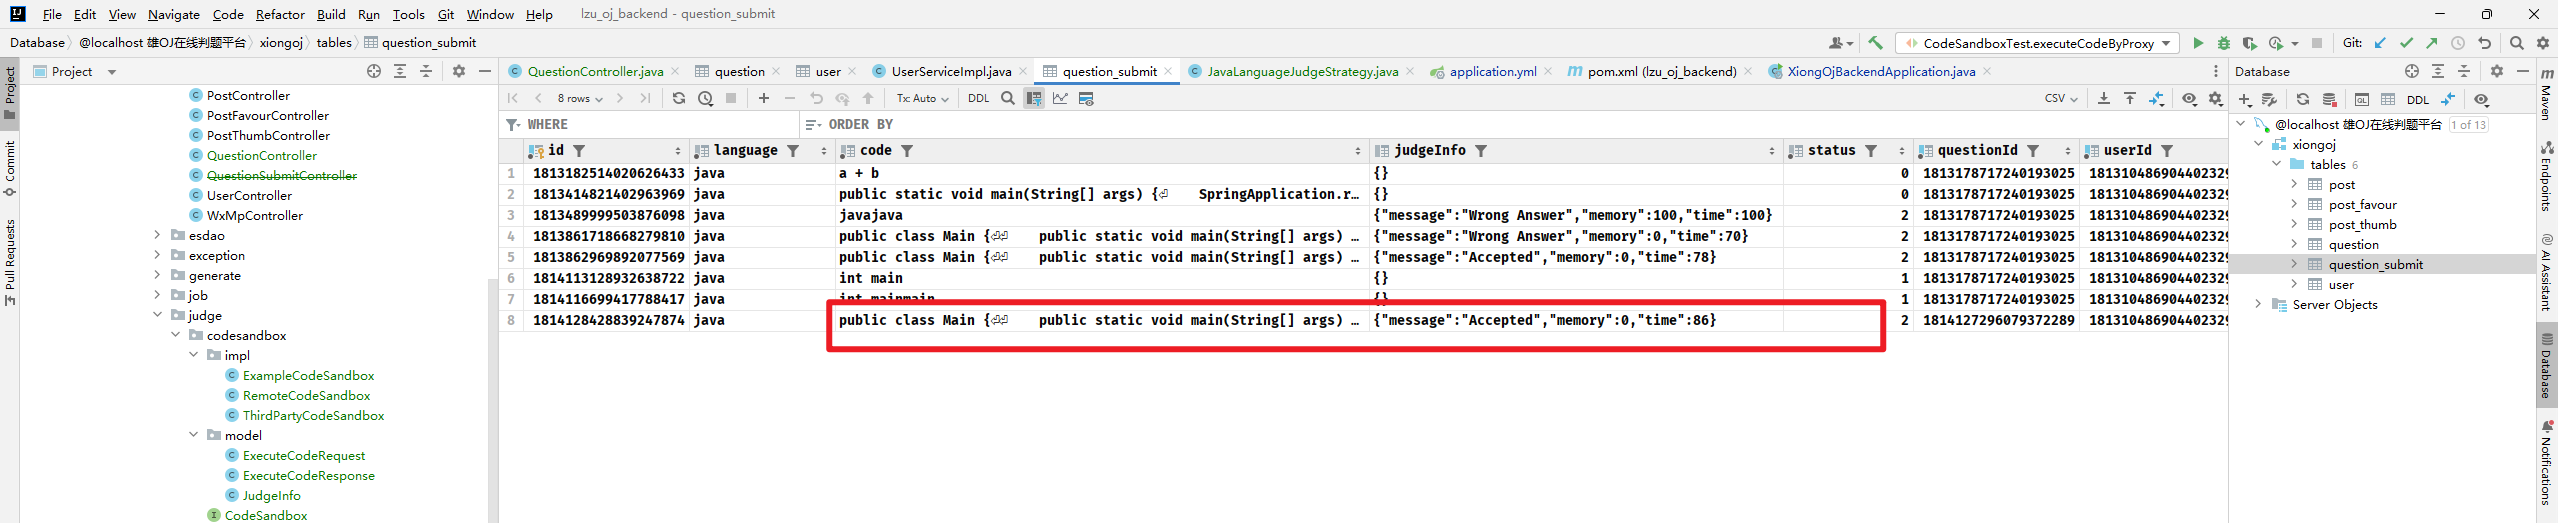 File Edit View Navigate Code Refactor Build Run Tools Git Window Help lzu_oj_backend - question_submit
Database @localhost 雄OJ在线判题平台 xiongoj tables question_submit CodeSandboxTest.executeCodeByProxy Git:
Project QuestionController.java question user UserServiceImpl.java question_submit JavaLanguageJudgeStrategy.java application.yml pom.xml (lzu_oj_backend) XiongOjBackendApplication.java Database
8 rows Tx: Auto DDL CSV DDL
WHERE ORDER BY
id language code judgeInfo status questionId userId
1 1813182514020626433 java a + b {} 0 1813178717240193025 181310486904402329
2 1813414821402963969 java public static void main(String[] args) {⏎ SpringApplication.r… {} 0 1813178717240193025 181310486904402329
3 1813489999503876098 java javajava {"message":"Wrong Answer","memory":100,"time":100} 2 1813178717240193025 181310486904402329
4 1813861718668279810 java public class Main {⏎⏎ public static void main(String[] args) … {"message":"Wrong Answer","memory":0,"time":70} 2 1813178717240193025 181310486904402329
5 1813862969892077569 java public class Main {⏎⏎ public static void main(String[] args) … {"message":"Accepted","memory":0,"time":78} 2 1813178717240193025 181310486904402329
6 1814113128932638722 java int main {} 1 1813178717240193025 181310486904402329
7 1814116699417788417 java int mainmain {} 1 1813178717240193025 181310486904402329
8 1814128428839247874 java public class Main {⏎⏎ public static void main(String[] args) … {"message":"Accepted","memory":0,"time":86} 2 1814127296079372289 181310486904402329
PostController
PostFavourController
PostThumbController
QuestionController
QuestionSubmitController
UserController
WxMpController
esdao
exception
generate
job
judge
codesandbox
impl
ExampleCodeSandbox
RemoteCodeSandbox
ThirdPartyCodeSandbox
model
ExecuteCodeRequest
ExecuteCodeResponse
JudgeInfo
CodeSandbox
@localhost 雄OJ在线判题平台 1 of 13
xiongoj
tables 6
post
post_favour
post_thumb
question
question_submit
user
Server Objects
Project
Commit
Pull Requests
Maven
Endpoints
AI Assistant
Database
Notifications